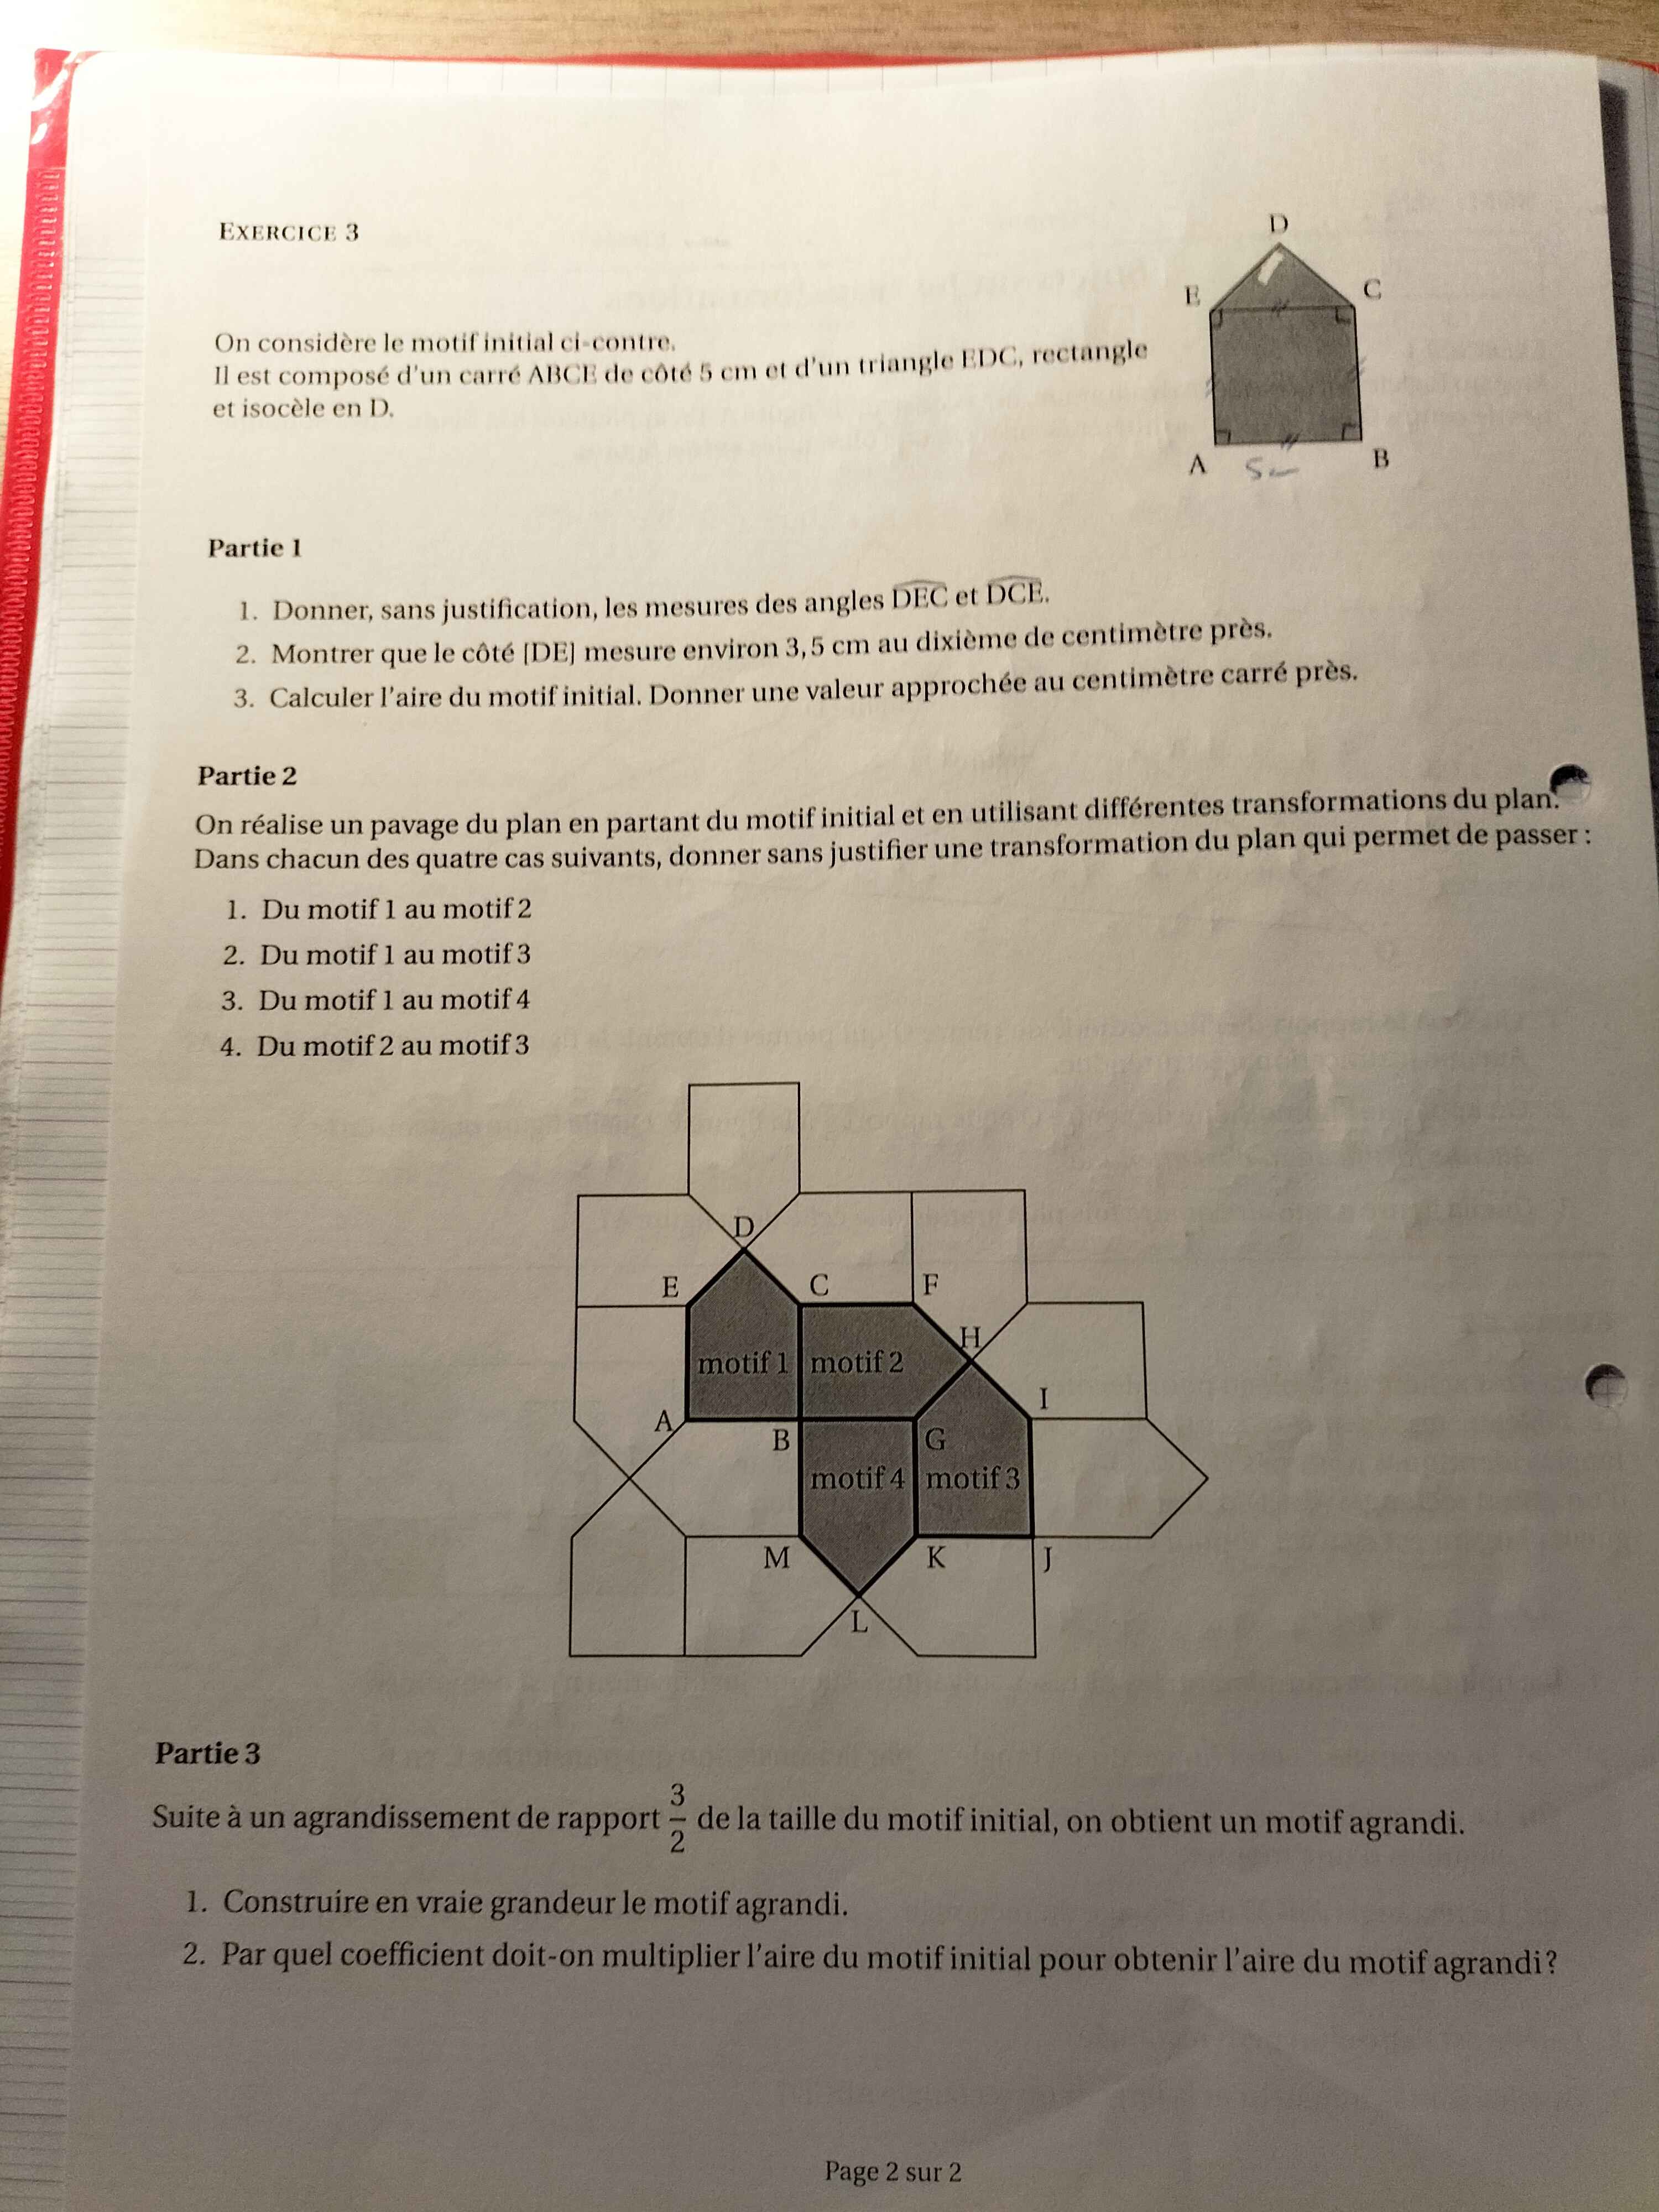 EXERCICE 3
D
E
C
On considère le motif initial ci-contre.
Il est composé d'un carré ABCE de côté 5 cm et d'un triangle EDC, rectangle
et isocèle en D.
A
B
Partie 1
1. Donner, sans justification, les mesures des angles DEC et DCE.
2. Montrer que le côté [DE] mesure environ 3,5 cm au dixième de centimètre près.
3. Calculer l'aire du motif initial. Donner une valeur approchée au centimètre carré près.
Partie 2
On réalise un pavage du plan en partant du motif initial et en utilisant différentes transformations du plan.
Dans chacun des quatre cas suivants, donner sans justifier une transformation du plan qui permet de passer :
1. Du motif 1 au motif 2
2. Du motif 1 au motif 3
3. Du motif 1 au motif 4
4. Du motif 2 au motif 3
D
E
C
F
H
motif 1
motif 2
I
A
B
G
motif 4
motif 3
M
K
J
L
Partie 3
Suite à un agrandissement de rapport 3/2 de la taille du motif initial, on obtient un motif agrandi.
1. Construire en vraie grandeur le motif agrandi.
2. Par quel coefficient doit-on multiplier l'aire du motif initial pour obtenir l'aire du motif agrandi?
Page 2 sur 2